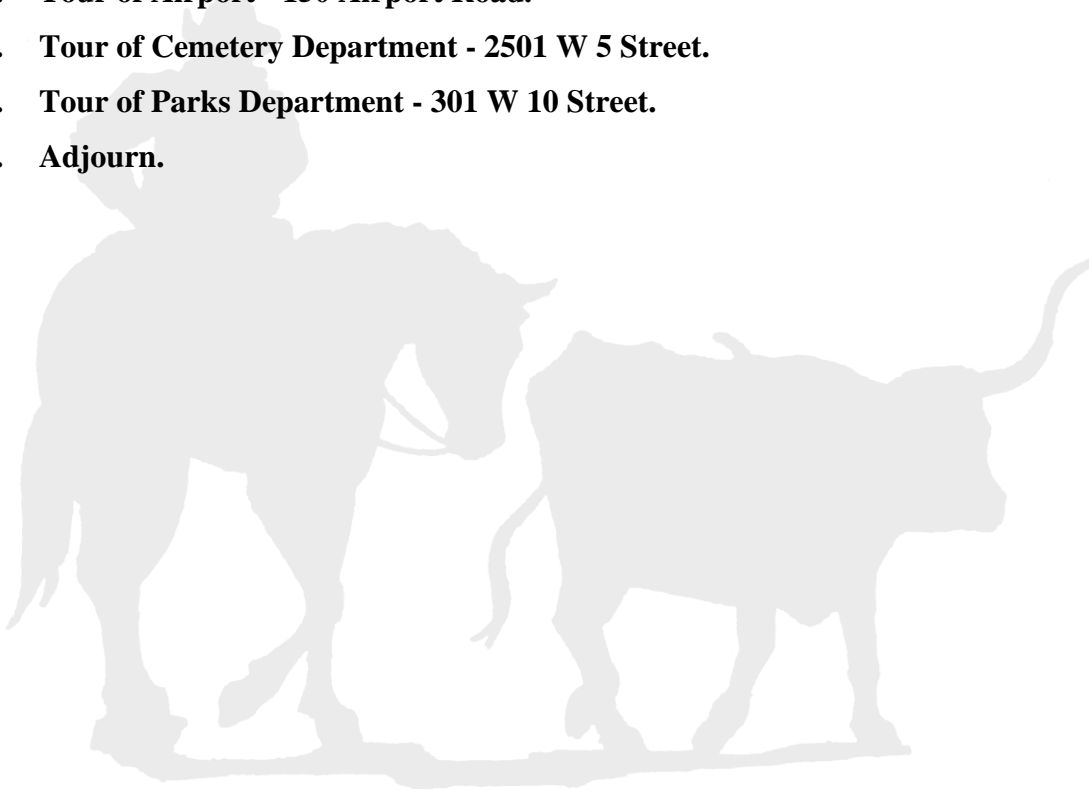 . Tour of Airport - 130 Airport Road.
. Tour of Cemetery Department - 2501 W 5 Street.
. Tour of Parks Department - 301 W 10 Street.
. Adjourn.